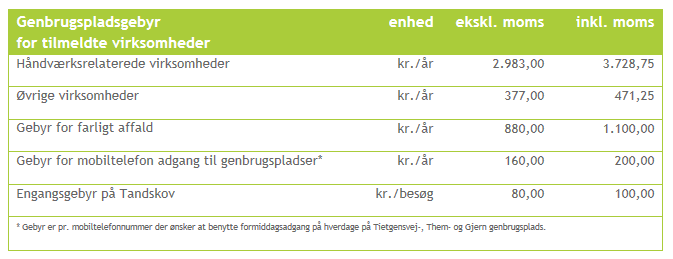 Genbrugspladsgebyr enhed ekskl. moms inkl. moms
for tilmeldte virksomheder
Håndværksrelaterede virksomheder kr./år 2.983,00 3.728,75
Øvrige virksomheder kr./år 377,00 471,25
Gebyr for farligt affald kr./år 880,00 1.100,00
Gebyr for mobiltelefon adgang til genbrugspladser* kr./år 160,00 200,00
Engangsgebyr på Tandskov kr./besøg 80,00 100,00
* Gebyr er pr. mobiltelefonnummer der ønsker at benytte formiddagsadgang på hverdage på Tietgensvej-, Them- og Gjern genbrugsplads.